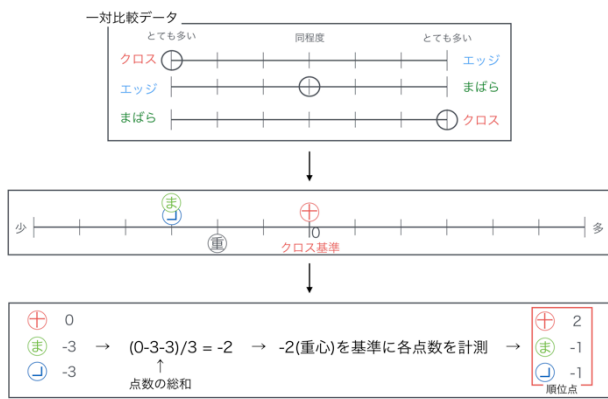 一対比較データ
とても多い 同程度 とても多い
クロス エッジ
エッジ まばら
まばら クロス
ま
少 十 0 多
重 クロス基準
十 0
ま -3 → (0-3-3)/3 = -2 → -2(重心)を基準に各点数を計測 →
-3
↑
点数の総和
十 2
ま -1
-1
順位点